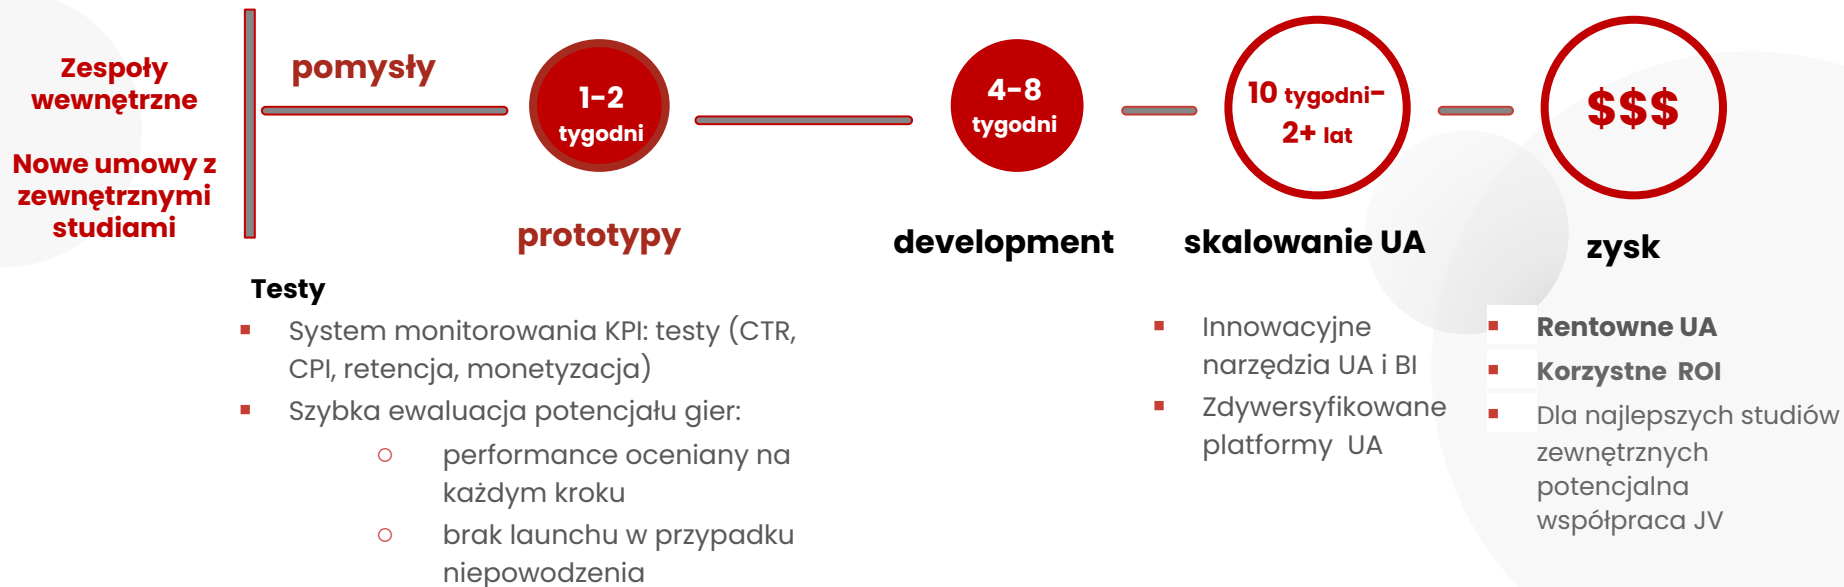 Zespoły
wewnętrzne
Nowe umowy z
zewnętrznymi
studiami
pomysły
1-2
tygodni
prototypy
4-8
tygodni
development
10 tygodni-
2+ lat
skalowanie UA
$$$
zysk
Testy
▪ System monitorowania KPI: testy (CTR,
CPI, retencja, monetyzacja)
▪ Szybka ewaluacja potencjału gier:
○ performance oceniany na
każdym kroku
○ brak launchu w przypadku
niepowodzenia
▪ Innowacyjne
narzędzia UA i BI
▪ Zdywersyfikowane
platformy UA
▪ Rentowne UA
▪ Korzystne ROI
▪ Dla najlepszych studiów
zewnętrznych
potencjalna
współpraca JV